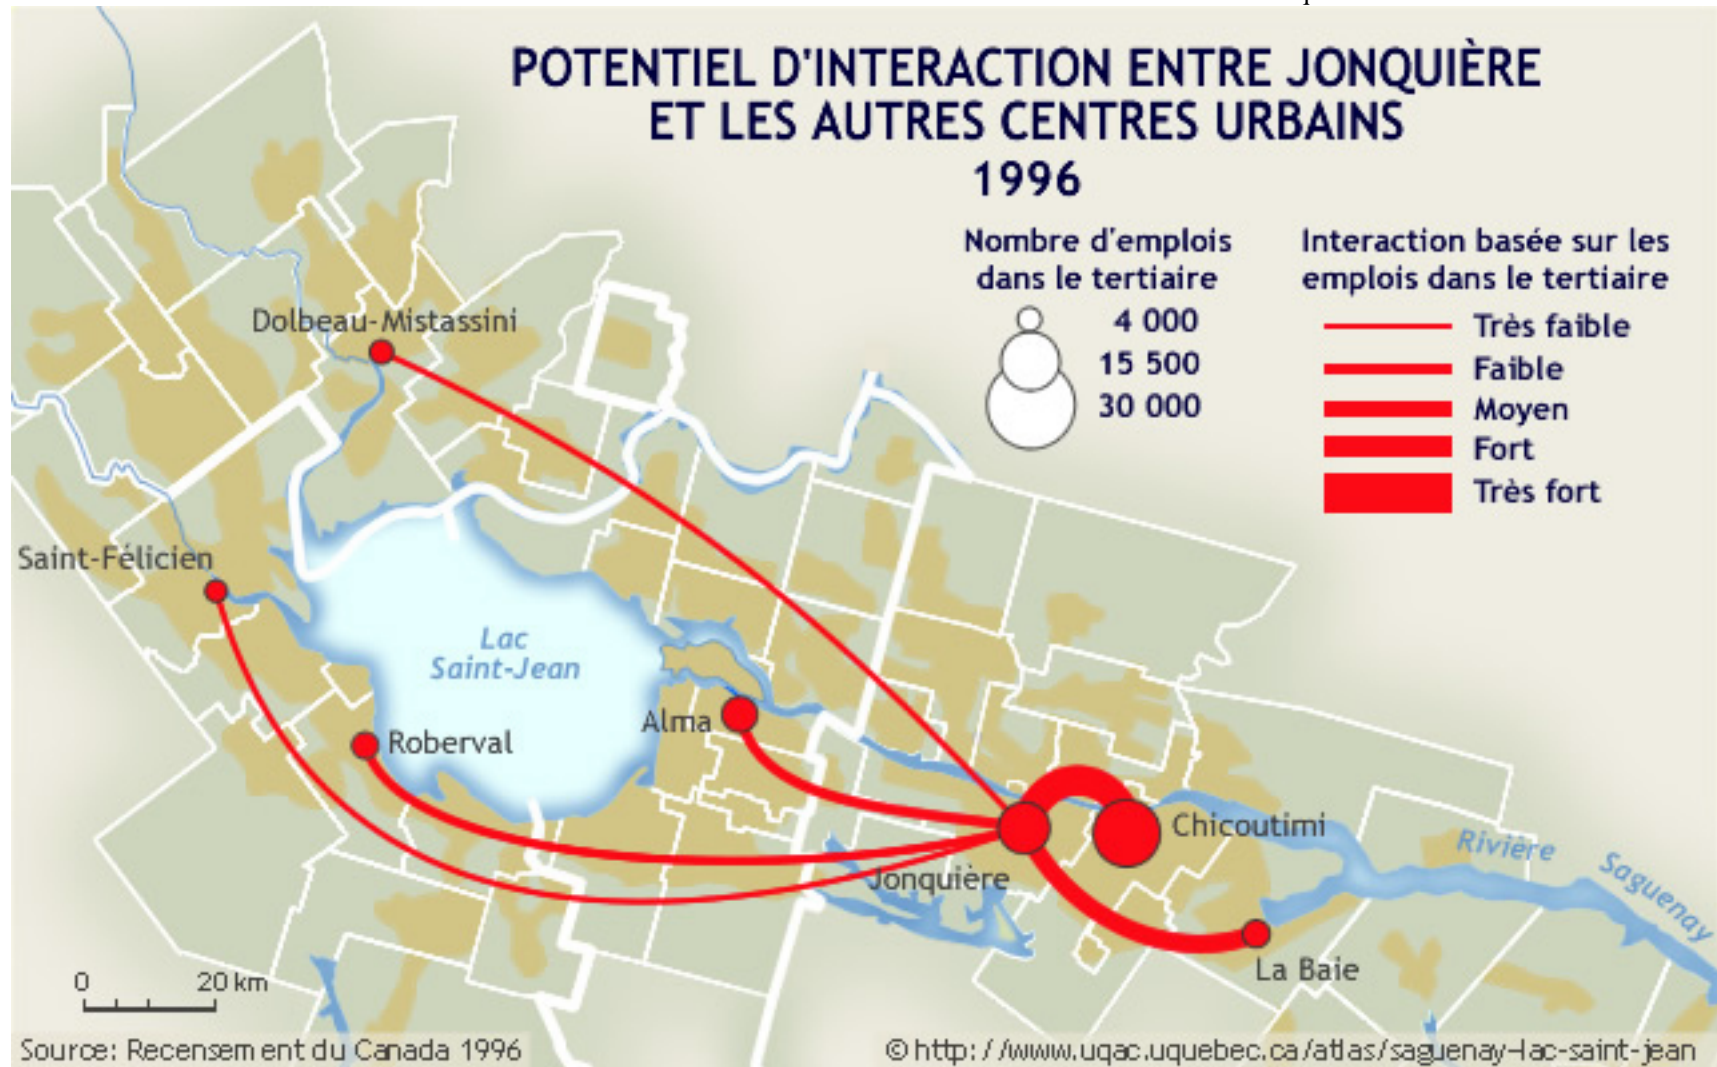 POTENTIEL D'INTERACTION ENTRE JONQUIÈRE
ET LES AUTRES CENTRES URBAINS
1996
Nombre d'emplois
dans le tertiaire
4 000
15 500
30 000
Interaction basée sur les
emplois dans le tertiaire
Très faible
Faible
Moyen
Fort
Très fort
Dolbeau-Mistassini
Saint-Félicien
Lac
Saint-Jean
Roberval
Alma
Chicoutimi
Jonquière
Rivière Saguenay
La Baie
0 20 km
Source: Recensement du Canada 1996
© http://www.uqac.uquebec.ca/atlas/saguenay-lac-saint-jean